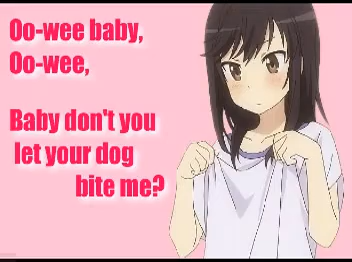 Oo-wee baby,
Oo-wee,
Baby don't you
let your dog
bite me?